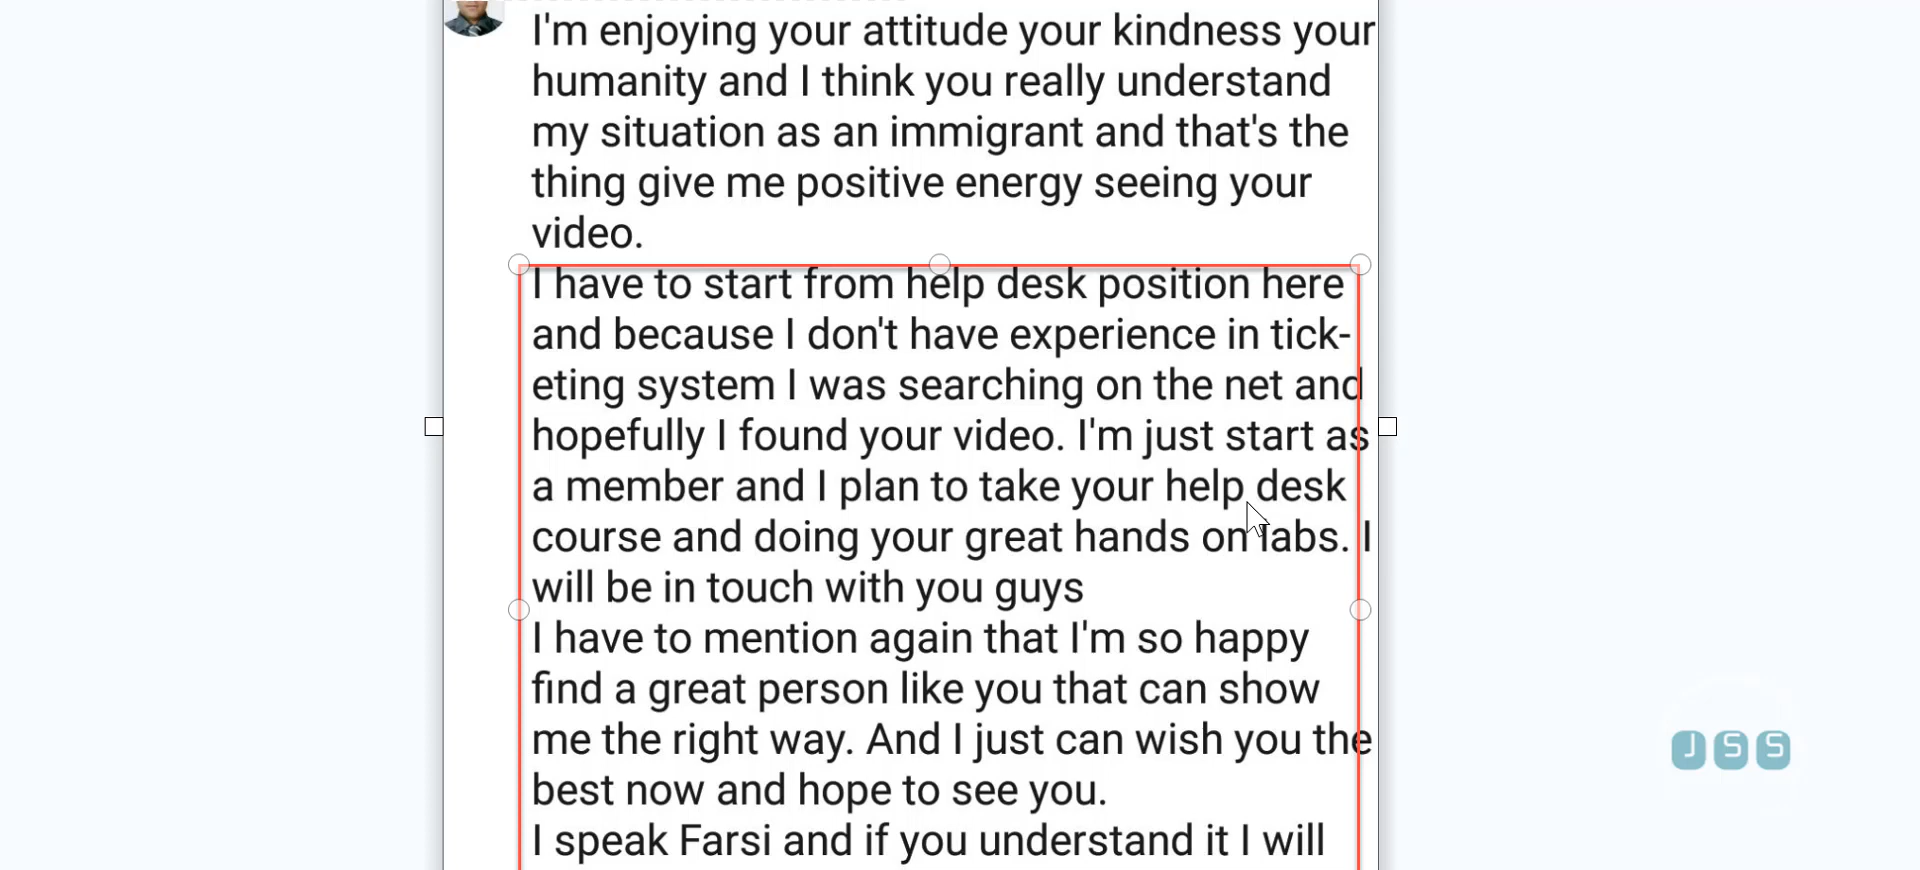 I'm enjoying your attitude your kindness your
humanity and I think you really understand
my situation as an immigrant and that's the
thing give me positive energy seeing your
video.
I have to start from help desk position here
and because I don't have experience in tick-
eting system I was searching on the net and
hopefully I found your video. I'm just start as
a member and I plan to take your help desk
course and doing your great hands on labs. I
will be in touch with you guys
I have to mention again that I'm so happy
find a great person like you that can show
me the right way. And I just can wish you the
best now and hope to see you.
I speak Farsi and if you understand it I will
JSS